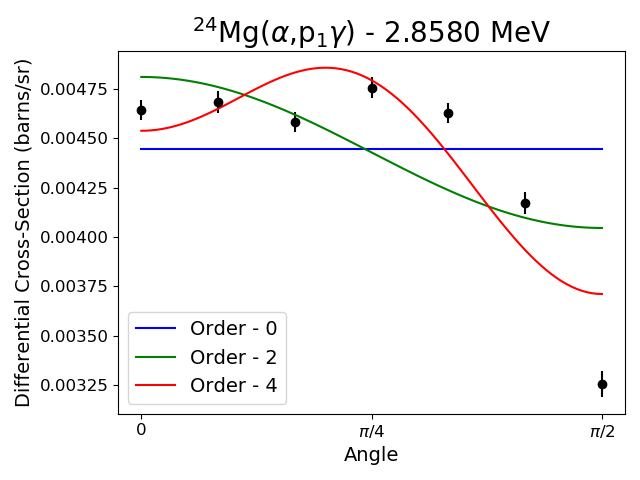 ²⁴Mg(α,p₁γ) - 2.8580 MeV
Differential Cross-Section (barns/sr)
0.00475
0.00450
0.00425
0.00400
0.00375
0.00350
0.00325
Order - 0
Order - 2
Order - 4
0 π/4 π/2
Angle